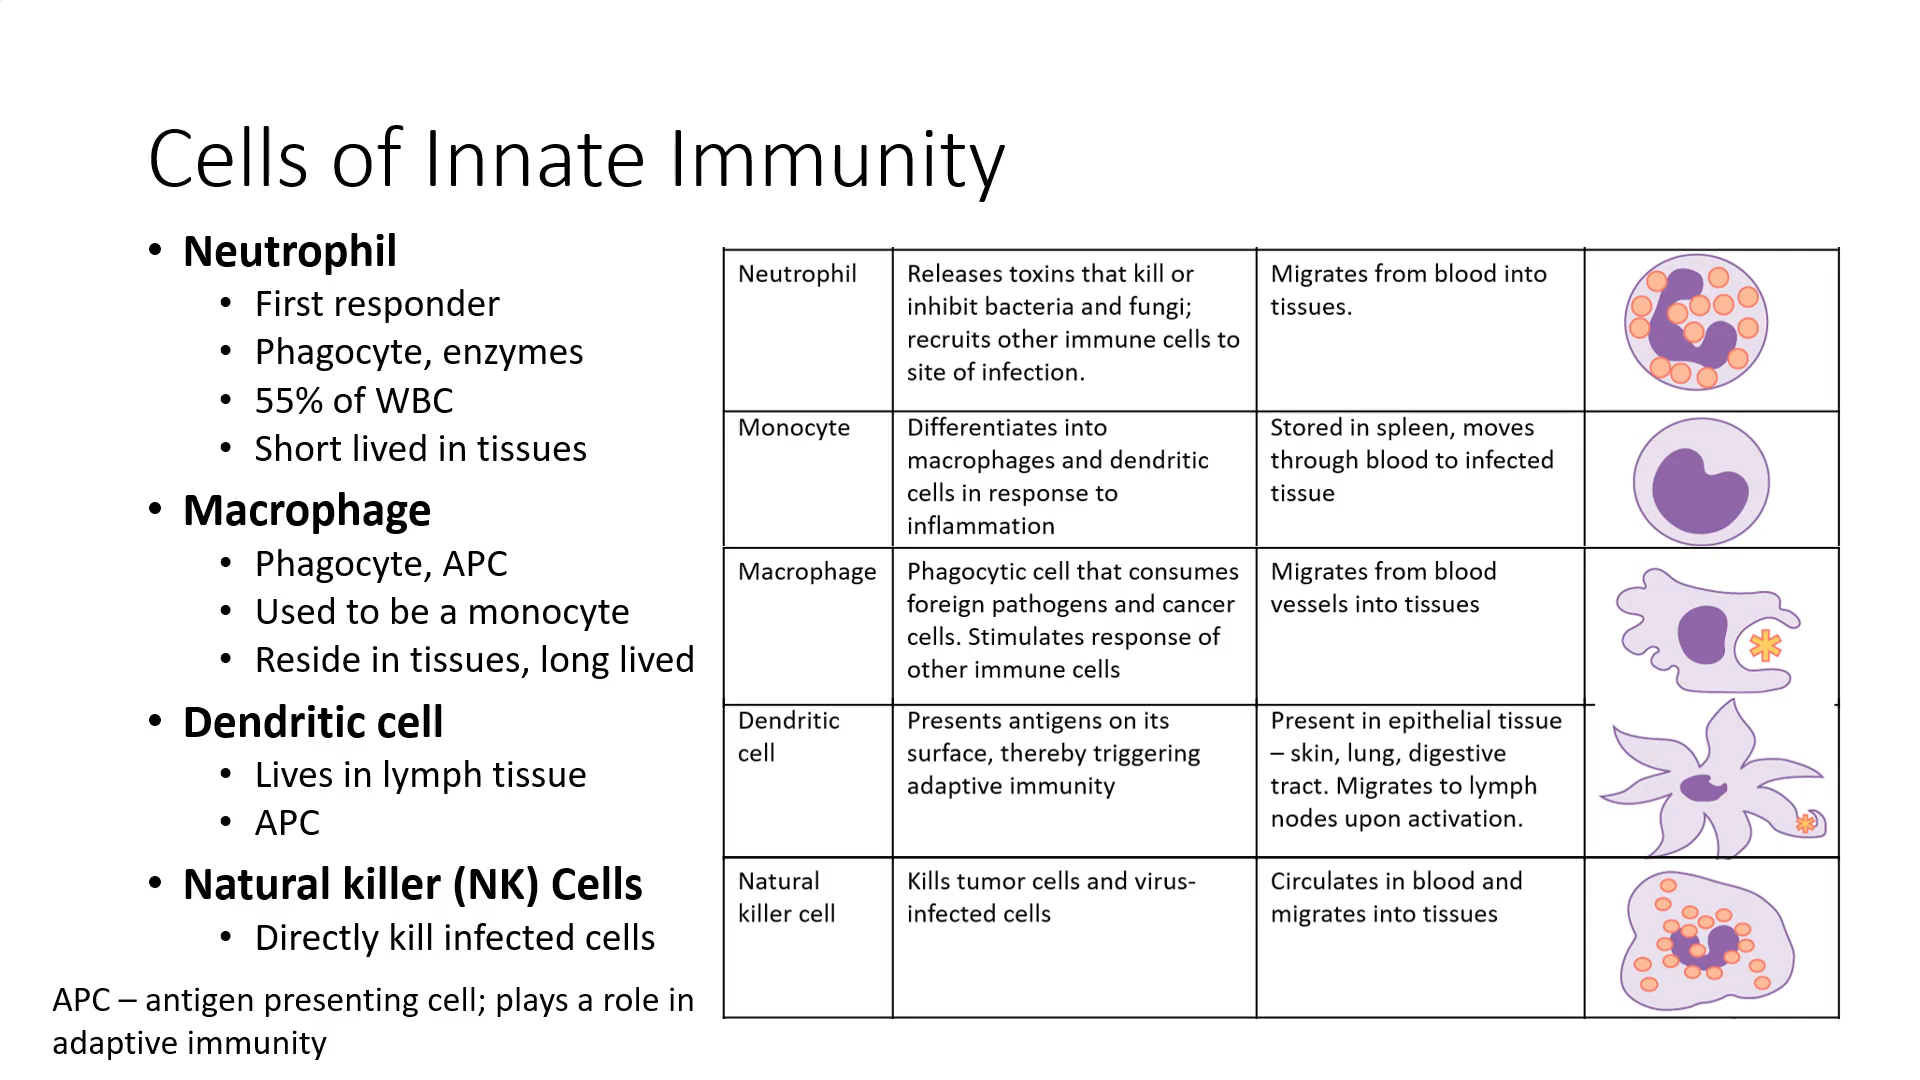 Cells of Innate Immunity
• Neutrophil
• First responder
• Phagocyte, enzymes
• 55% of WBC
• Short lived in tissues
• Macrophage
• Phagocyte, APC
• Used to be a monocyte
• Reside in tissues, long lived
• Dendritic cell
• Lives in lymph tissue
• APC
• Natural killer (NK) Cells
• Directly kill infected cells
APC – antigen presenting cell; plays a role in
adaptive immunity
Neutrophil
Releases toxins that kill or
inhibit bacteria and fungi;
recruits other immune cells to
site of infection.
Migrates from blood into
tissues.
Monocyte
Differentiates into
macrophages and dendritic
cells in response to
inflammation
Stored in spleen, moves
through blood to infected
tissue
Macrophage
Phagocytic cell that consumes
foreign pathogens and cancer
cells. Stimulates response of
other immune cells
Migrates from blood
vessels into tissues
Dendritic
cell
Presents antigens on its
surface, thereby triggering
adaptive immunity
Present in epithelial tissue
– skin, lung, digestive
tract. Migrates to lymph
nodes upon activation.
Natural
killer cell
Kills tumor cells and virus-
infected cells
Circulates in blood and
migrates into tissues